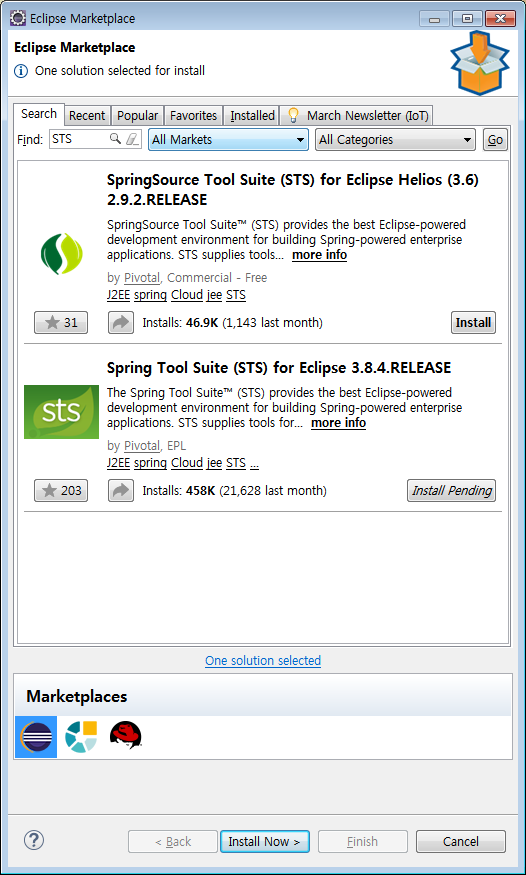 Eclipse Marketplace
Eclipse Marketplace
One solution selected for install
Search Recent Popular Favorites Installed March Newsletter (IoT)
Find: STS All Markets All Categories Go
SpringSource Tool Suite (STS) for Eclipse Helios (3.6)
2.9.2.RELEASE
SpringSource Tool Suite™ (STS) provides the best Eclipse-powered
development environment for building Spring-powered enterprise
applications. STS supplies tools... more info
by Pivotal, Commercial - Free
J2EE spring Cloud jee STS
31 Installs: 46.9K (1,143 last month) Install
Spring Tool Suite (STS) for Eclipse 3.8.4.RELEASE
sts
The Spring Tool Suite™ (STS) provides the best Eclipse-powered
development environment for building Spring-powered enterprise
applications. STS supplies tools for... more info
by Pivotal, EPL
J2EE spring Cloud jee STS ...
203 Installs: 458K (21,628 last month) Install Pending
One solution selected
Marketplaces
? < Back Install Now > Finish Cancel